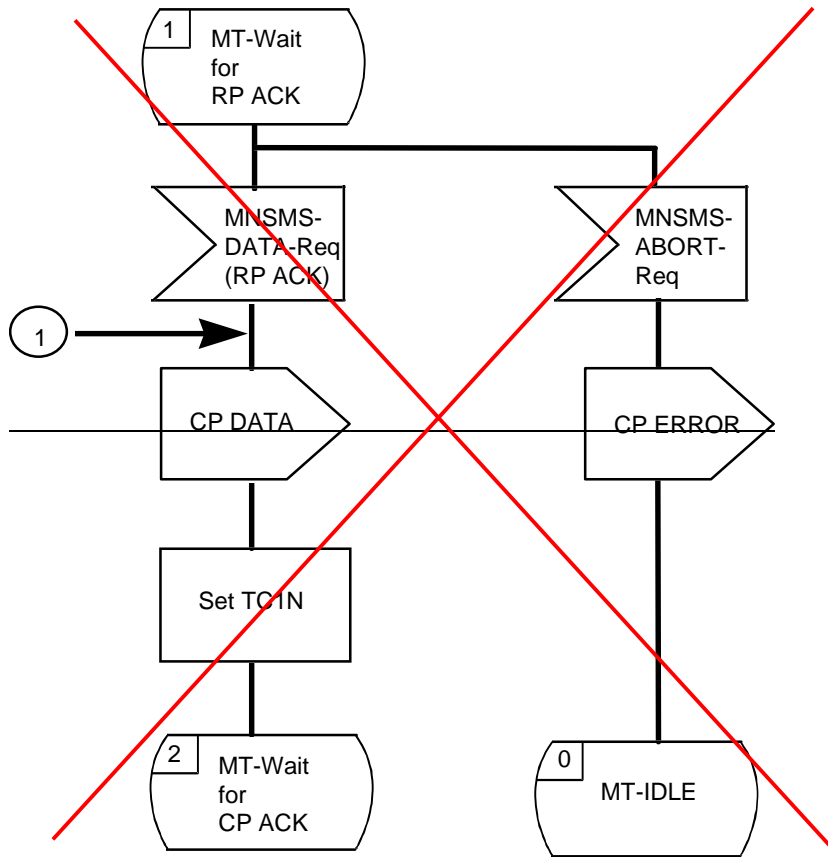 1
MT-Wait
for
RP ACK
MNSMS-
DATA-Req
(RP ACK)
MNSMS-
ABORT-
Req
1
CP DATA
CP ERROR
Set TC1N
2
MT-Wait
for
CP ACK
0
MT-IDLE